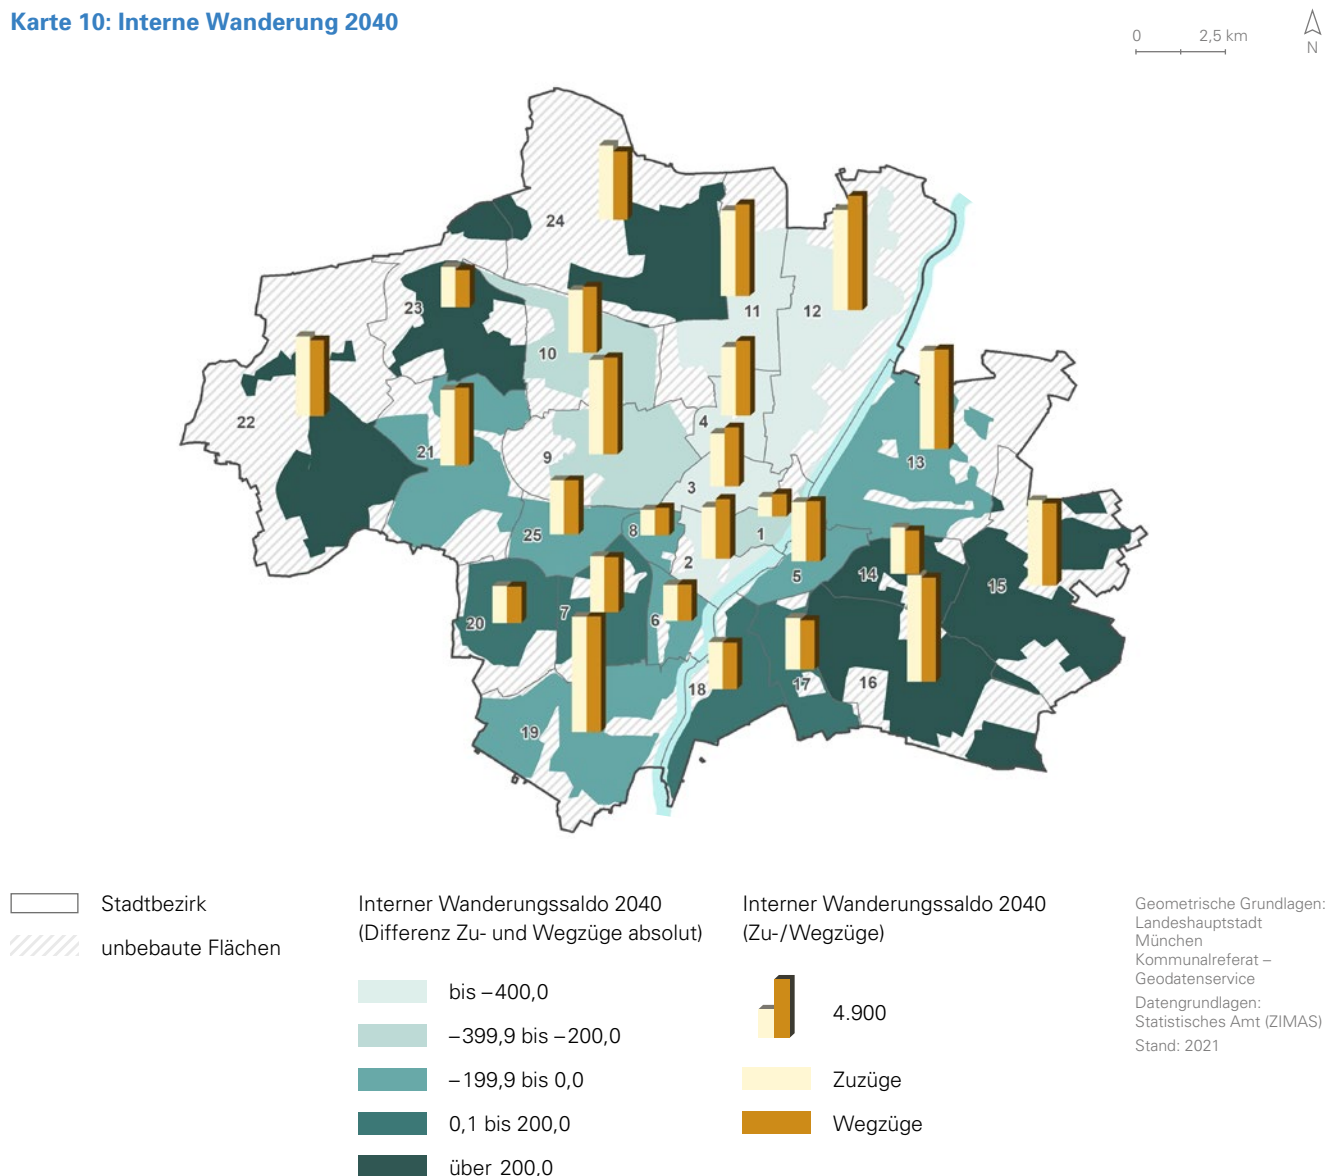 Karte 10: Interne Wanderung 2040
0 2,5 km
N
24
23
11
12
10
22
4
21
9
13
3
25
8
1
2
14
5
15
7
20
6
18
17
16
19
Stadtbezirk
unbebaute Flächen
Interner Wanderungssaldo 2040
(Differenz Zu- und Wegzüge absolut)
bis –400,0
–399,9 bis –200,0
–199,9 bis 0,0
0,1 bis 200,0
über 200,0
Interner Wanderungssaldo 2040
(Zu-/Wegzüge)
4.900
Zuzüge
Wegzüge
Geometrische Grundlagen:
Landeshauptstadt
München
Kommunalreferat –
Geodatenservice
Datengrundlagen:
Statistisches Amt (ZIMAS)
Stand: 2021